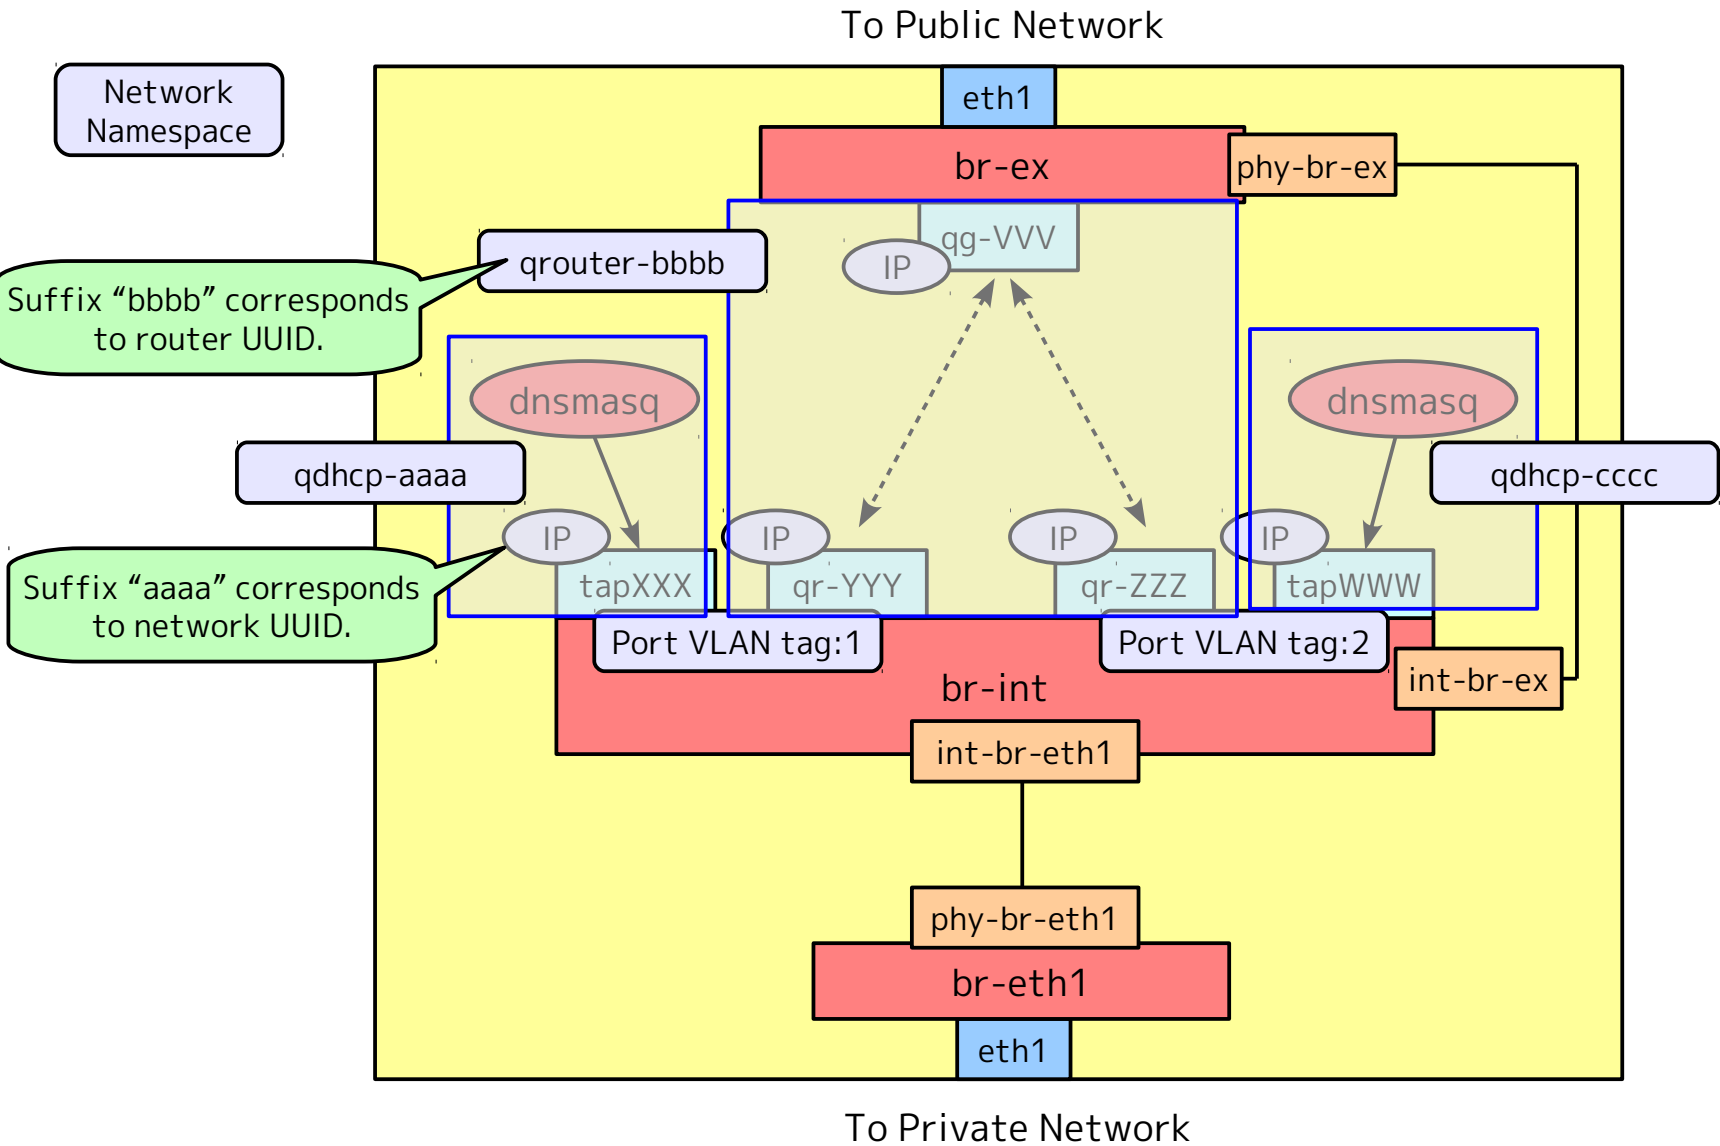 To Public Network
Network
Namespace
eth1
br-ex
phy-br-ex
qg-VVV
IP
qrouter-bbbb
Suffix “bbbb” corresponds
to router UUID.
dnsmasq
dnsmasq
qdhcp-aaaa
qdhcp-cccc
IP
IP
IP
IP
tapXXX
qr-YYY
qr-ZZZ
tapWWW
Suffix “aaaa” corresponds
to network UUID.
Port VLAN tag:1
Port VLAN tag:2
br-int
int-br-ex
int-br-eth1
phy-br-eth1
br-eth1
eth1
To Private Network